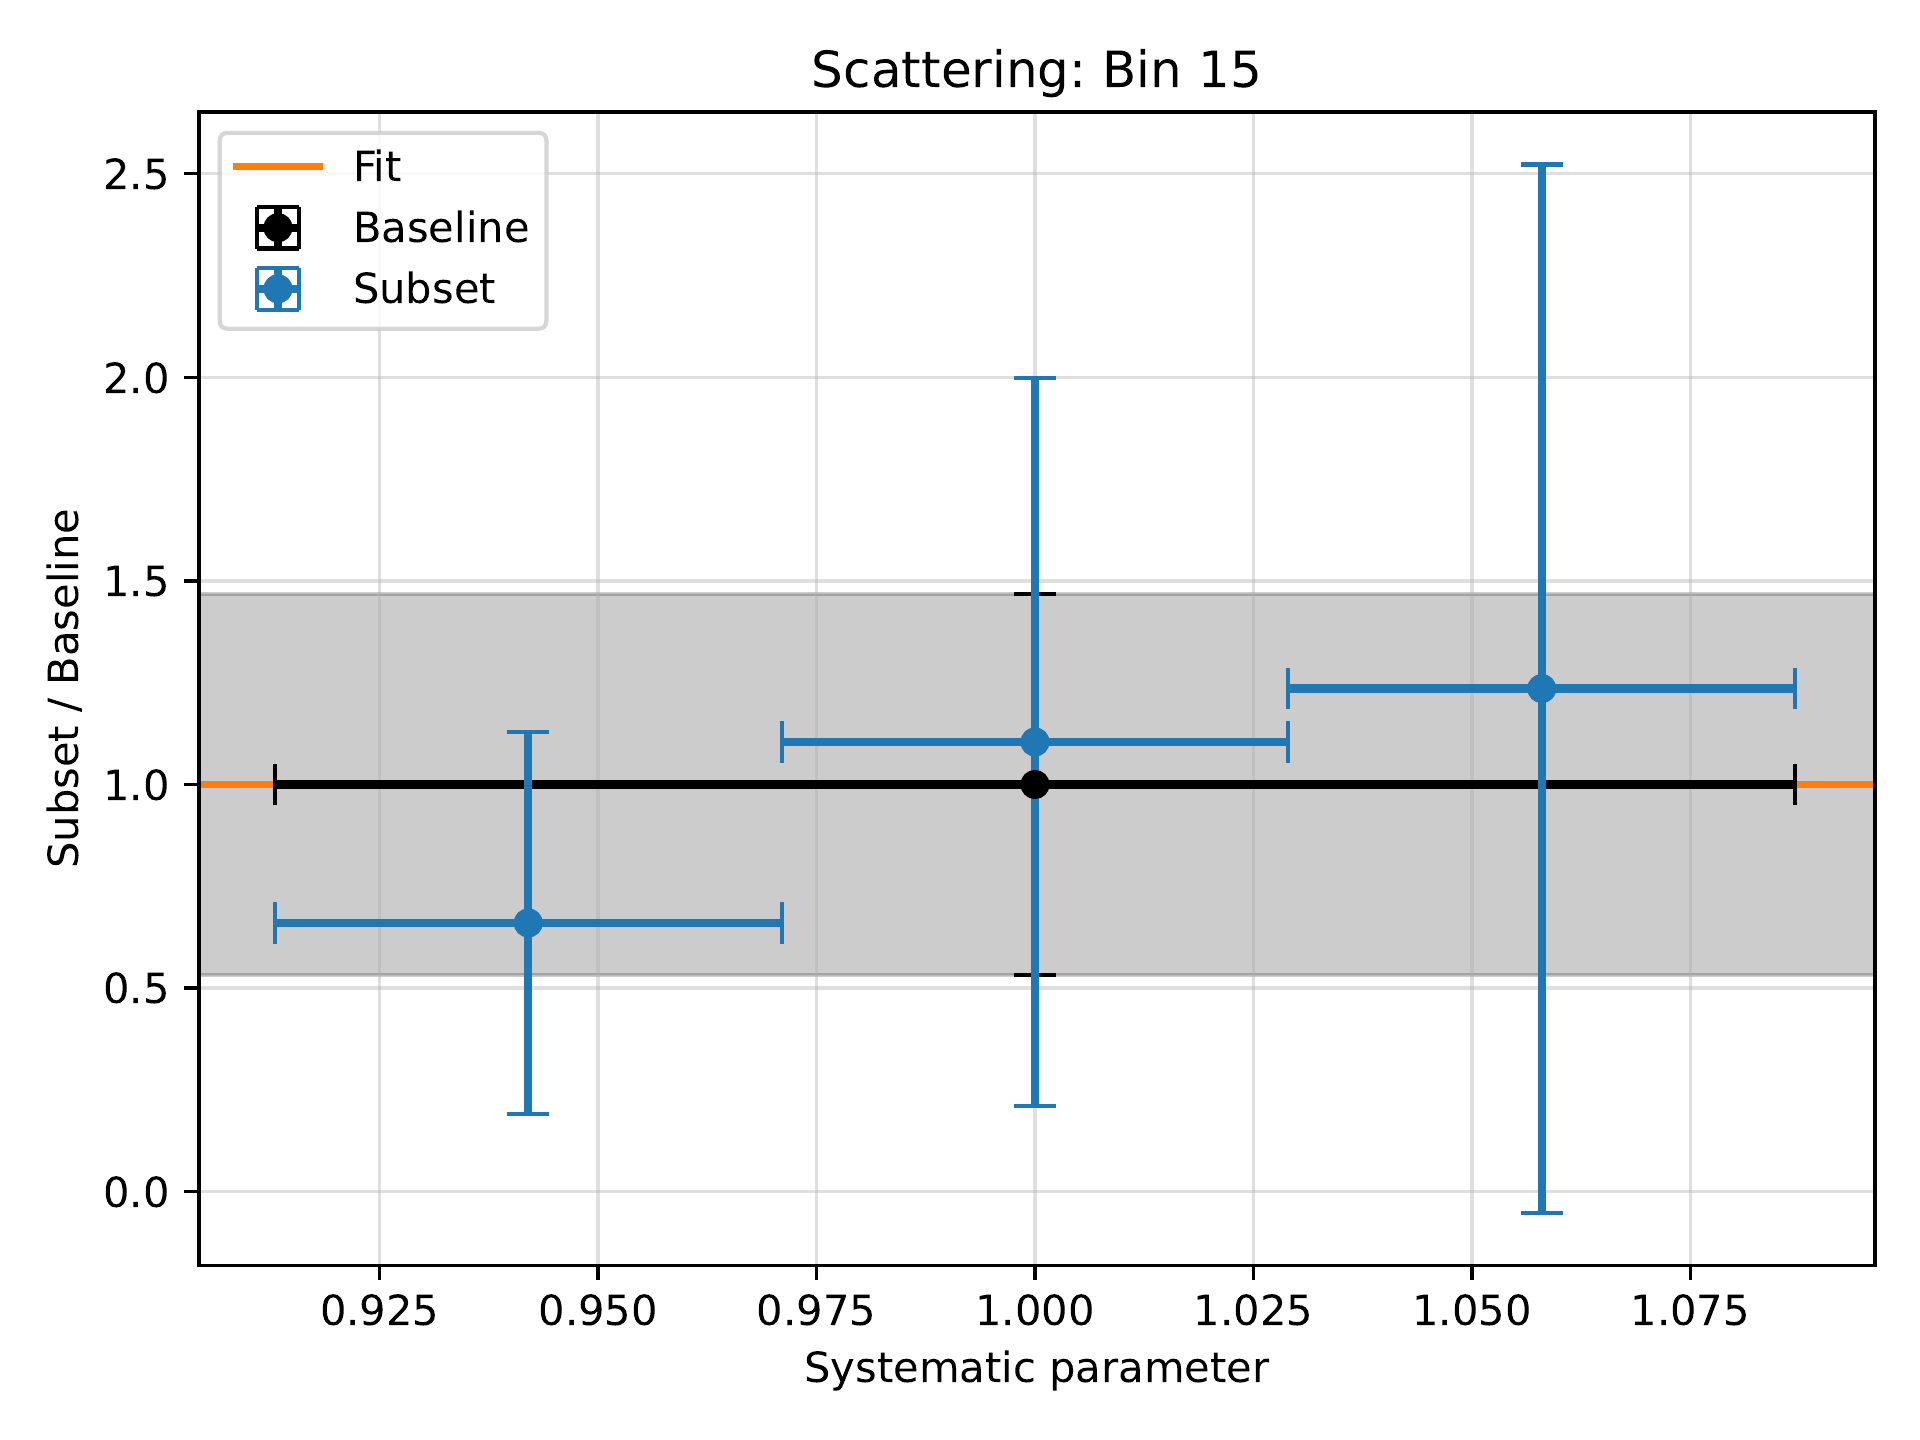 Scattering: Bin 15
Fit
Baseline
Subset
2.5
2.0
1.5
1.0
0.5
0.0
Subset / Baseline
0.925 0.950 0.975 1.000 1.025 1.050 1.075
Systematic parameter